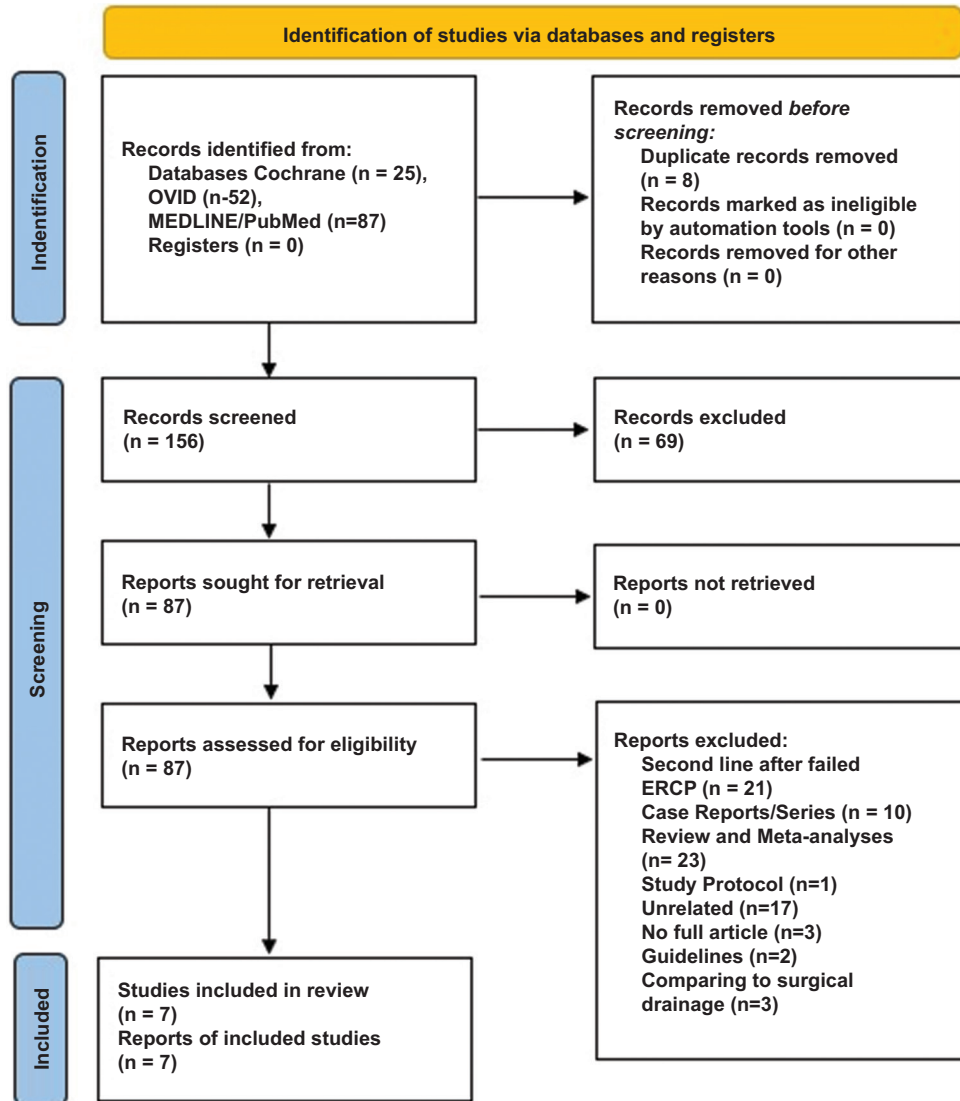 Identification of studies via databases and registers
Indentification
Records identified from:
Databases Cochrane (n = 25),
OVID (n-52),
MEDLINE/PubMed (n=87)
Registers (n = 0)
Records removed before
screening:
Duplicate records removed
(n = 8)
Records marked as ineligible
by automation tools (n = 0)
Records removed for other
reasons (n = 0)
Screening
Records screened
(n = 156)
Records excluded
(n = 69)
Reports sought for retrieval
(n = 87)
Reports not retrieved
(n = 0)
Reports assessed for eligibility
(n = 87)
Reports excluded:
Second line after failed
ERCP (n = 21)
Case Reports/Series (n = 10)
Review and Meta-analyses
(n= 23)
Study Protocol (n=1)
Unrelated (n=17)
No full article (n=3)
Guidelines (n=2)
Comparing to surgical
drainage (n=3)
Included
Studies included in review
(n = 7)
Reports of included studies
(n = 7)